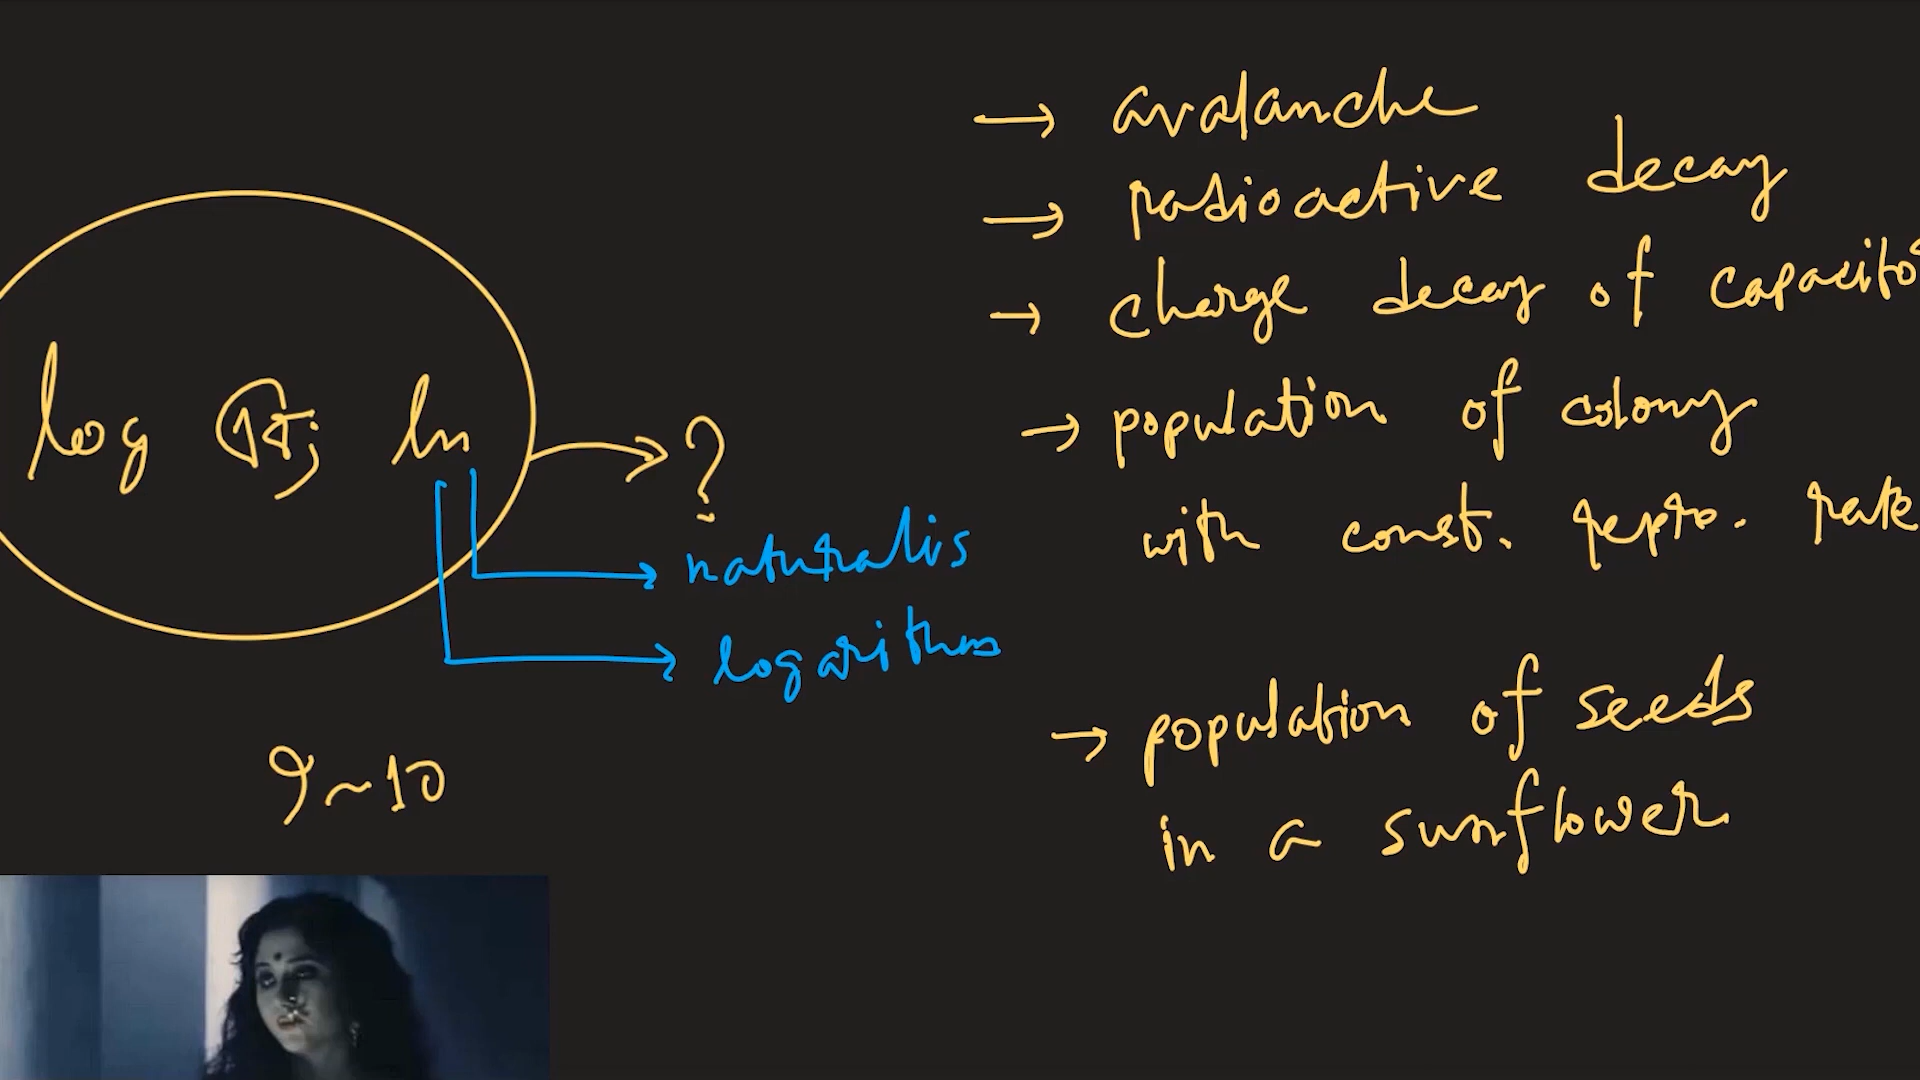 log কি; ln → ?
→ naturalis
→ logarithms
9~10
→ avalanche
→ radioactive decay
→ charge decay of capacitor
→ population of colony
with const. repro. rate
→ population of seeds
in a sunflower.